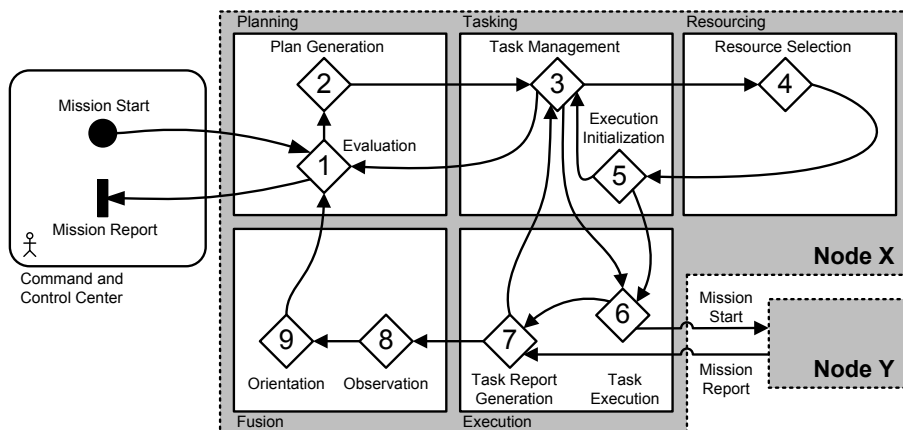 Planning
Tasking
Resourcing
Plan Generation
Task Management
Resource Selection
2
3
4
Mission Start
Execution
Initialization
Evaluation
1
5
Mission Report
Command and
Control Center
Node X
Mission
Start
6
9
8
7
Node Y
Mission
Report
Orientation
Observation
Task Report
Generation
Task
Execution
Fusion
Execution